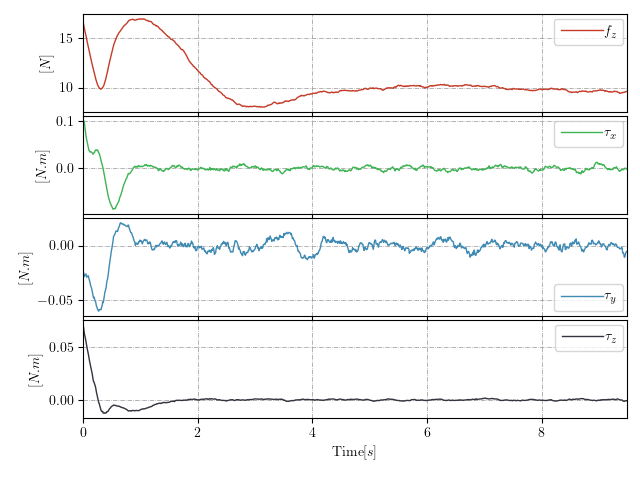 15
10
[N]
f_z
0.1
0.0
[N.m]
τ_x
0.00
−0.05
[N.m]
τ_y
0.05
0.00
[N.m]
τ_z
0 2 4 6 8
Time[s]